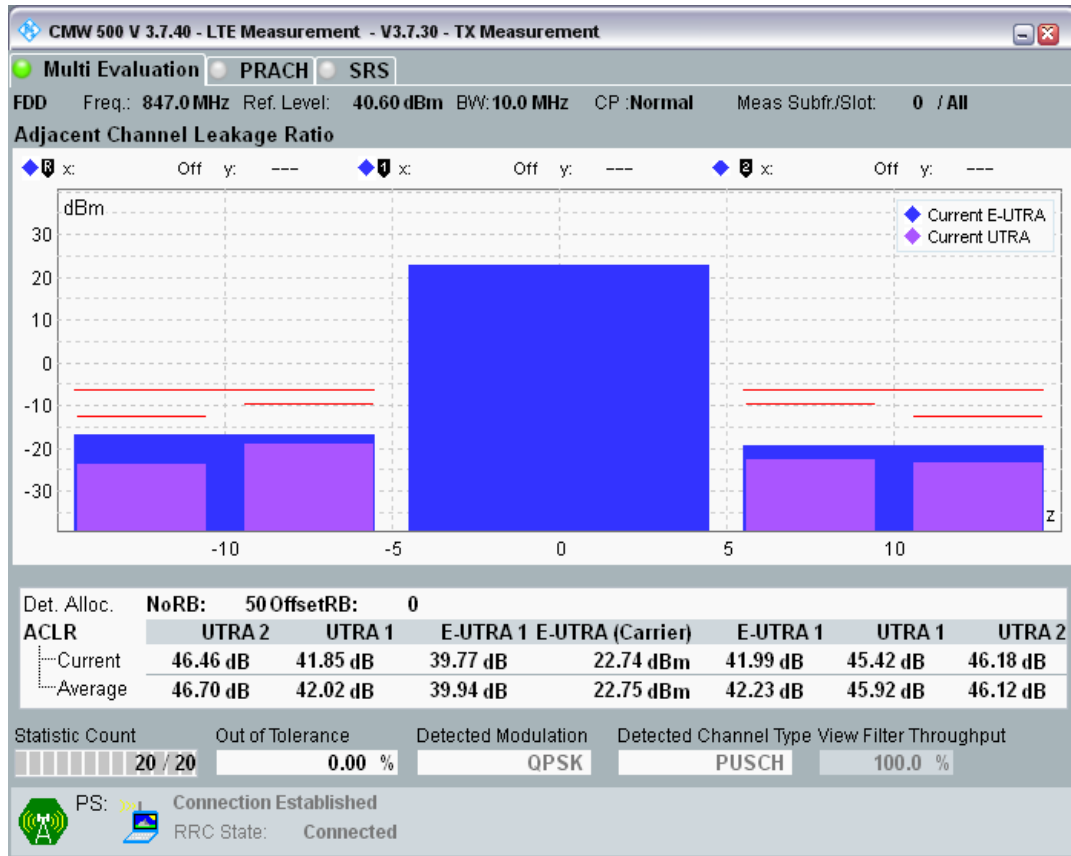 CMW 500 V 3.7.40 - LTE Measurement - V3.7.30 - TX Measurement
Multi Evaluation PRACH SRS
FDD Freq.: 847.0 MHz Ref. Level: 40.60 dBm BW: 10.0 MHz CP :Normal Meas Subfr./Slot: 0 / All
Adjacent Channel Leakage Ratio
R x: Off y: --- 1 x: Off y: --- 2 x: Off y: ---
dBm
Current E-UTRA
Current UTRA
30
20
10
0
-10
-20
-30
z
-10 -5 0 5 10
Det. Alloc. NoRB: 50 OffsetRB: 0
ACLR UTRA 2 UTRA 1 E-UTRA 1 E-UTRA (Carrier) E-UTRA 1 UTRA 1 UTRA 2
Current 46.46 dB 41.85 dB 39.77 dB 22.74 dBm 41.99 dB 45.42 dB 46.18 dB
Average 46.70 dB 42.02 dB 39.94 dB 22.75 dBm 42.23 dB 45.92 dB 46.12 dB
Statistic Count Out of Tolerance Detected Modulation Detected Channel Type View Filter Throughput
20 / 20 0.00 % QPSK PUSCH 100.0 %
PS: Connection Established
RRC State: Connected